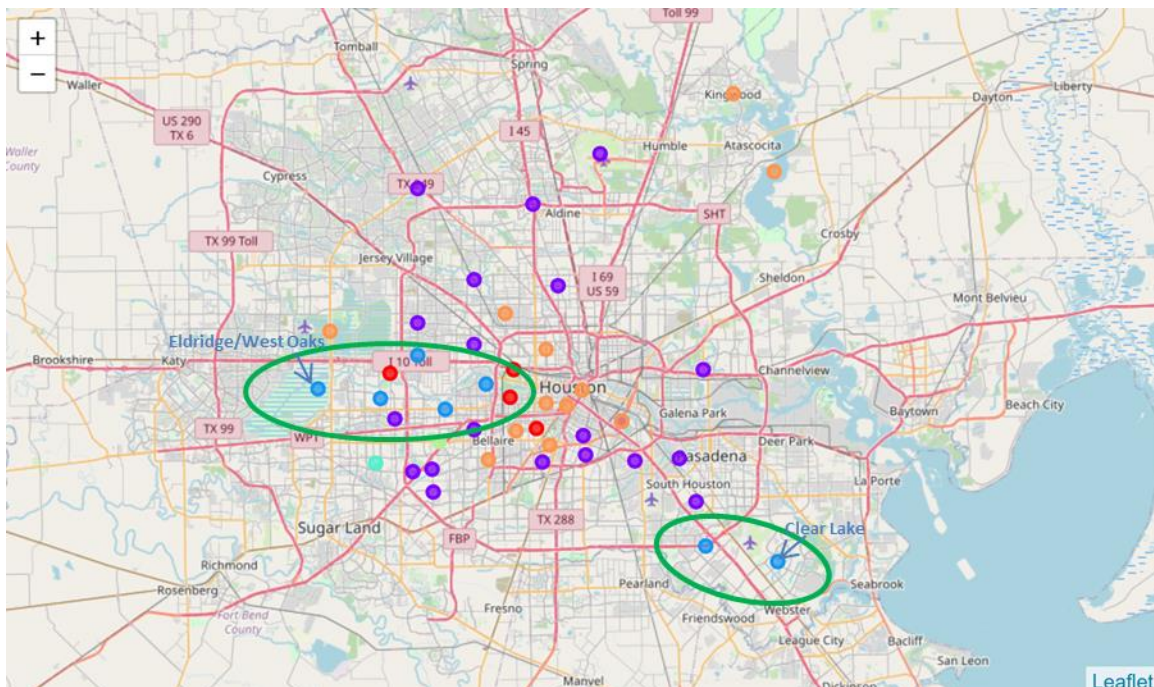 +
−
Toll 99
Tomball
Spring
Waller
Kingwood
Dayton
Liberty
US 290
TX 6
I 45
Humble
Atascocita
Waller
County
Cypress
Aldine
SHT
Crosby
TX 99 Toll
Jersey Village
I 69
US 59
Sheldon
Mont Belvieu
Eldridge/West Oaks
Brookshire
Katy
I 10 Toll
Houston
Channelview
Baytown
Beach City
Galena Park
TX 99
WPT
Bellaire
Deer Park
Pasadena
La Porte
South Houston
Sugar Land
TX 288
FBP
Clear Lake
Richmond
Rosenberg
Pearland
Seabrook
Fresno
Webster
Fort Bend
County
Friendswood
League City
Bacliff
San Leon
Manvel
Dickinson
Leaflet